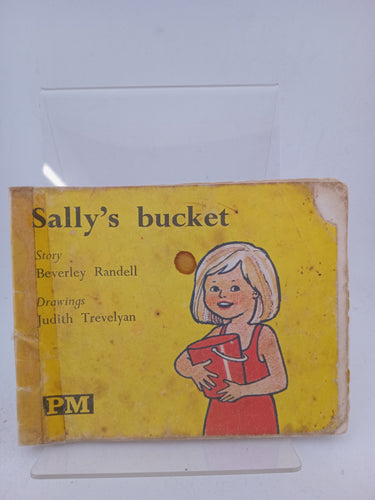 Sally's bucket
Story
Beverley Randell
Drawings
Judith Trevelyan
PM